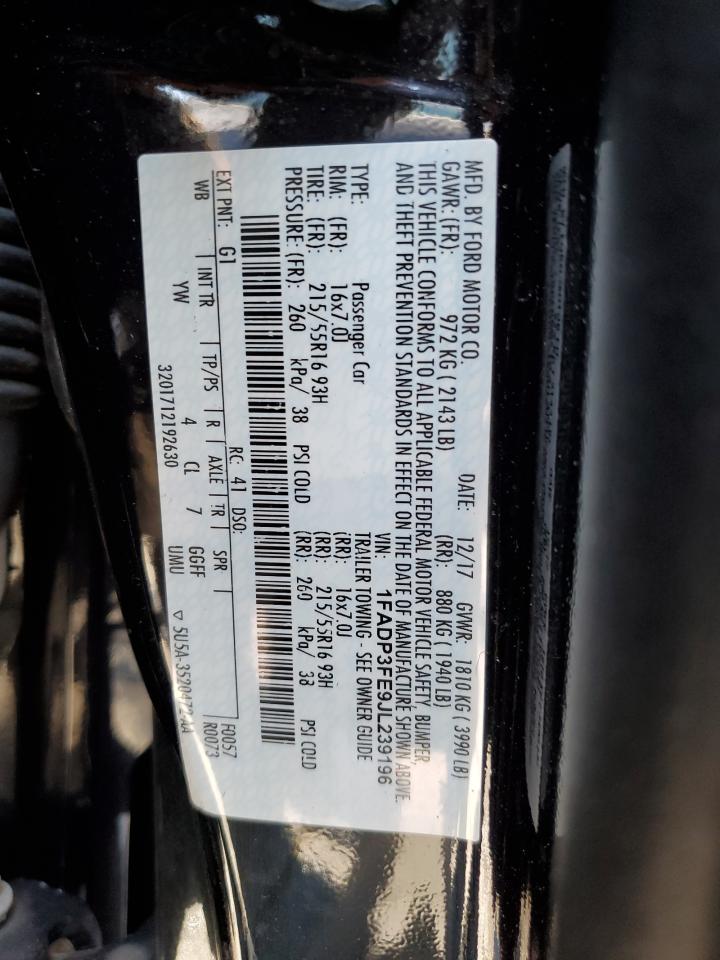 MFD. BY FORD MOTOR CO. DATE: 12/17 GVWR: 1810 KG ( 3990 LB)
GAWR: (FR): 972 KG ( 2143 LB) (RR): 880 KG ( 1940 LB)
THIS VEHICLE CONFORMS TO ALL APPLICABLE FEDERAL MOTOR VEHICLE SAFETY, BUMPER,
AND THEFT PREVENTION STANDARDS IN EFFECT ON THE DATE OF MANUFACTURE SHOWN ABOVE.
VIN: 1FADP3FE9JL239196
TYPE: Passenger Car TRAILER TOWING - SEE OWNER GUIDE
RIM: (FR): 16x7.0J (RR): 16x7.0J
TIRE: (FR): 215/55R16 93H (RR): 215/55R16 93H
PRESSURE: (FR): 260 kPa/ 38 PSI COLD (RR): 260 kPa/ 38 PSI COLD
EXT PNT: G1 RC: 41 DSO: F0057
WB | INT TR | TP/PS | R | AXLE | TR | SPR | R0073
YW 4 CL 7 GGFF
UMU
3201712192630 ▽ 5U5A-3520472-AA